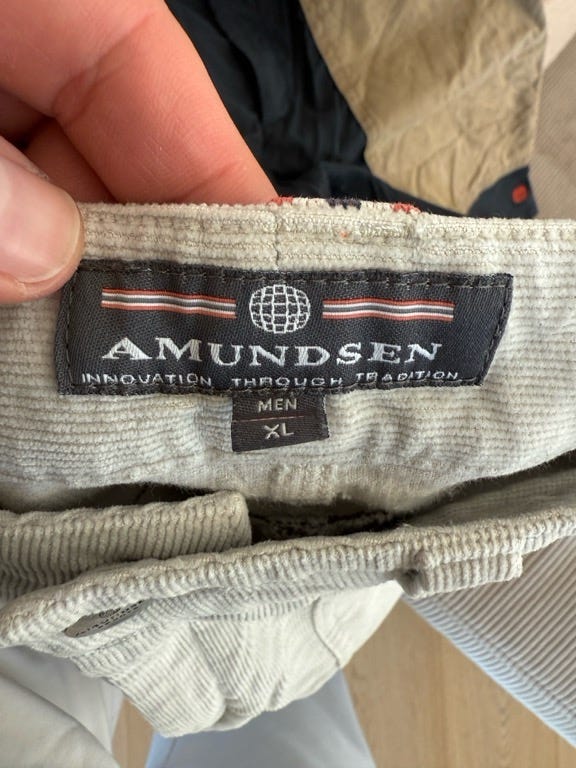 AMUNDSEN
INNOVATION THROUGH TRADITION
MEN
XL